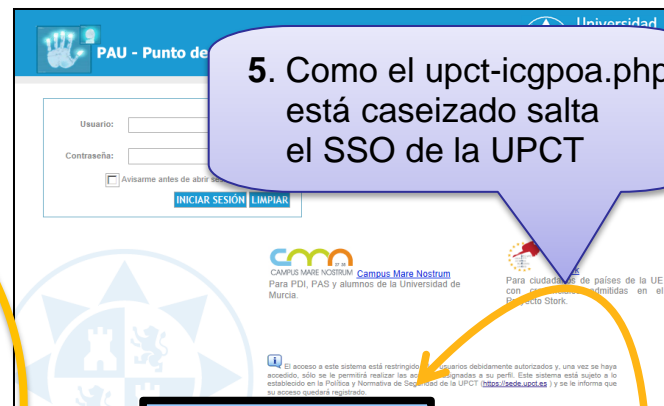 Universidad
PAU - Punto de
5. Como el upct-icgpoa.php
está caseizado salta
el SSO de la UPCT
Usuario:
Contraseña:
Avisarme antes de abrir
INICIAR SESIÓN LIMPIAR
CAMPUS MARE NOSTRUM Campus Mare Nostrum
Para PDI, PAS y alumnos de la Universidad de
Murcia.
Para ciudadanos de países de la UE
con admitidas en el
Proyecto Stork.
El acceso a este sistema está restringido usuarios debidamente autorizados y, una vez se haya
accedido, sólo se le permitirá realizar las asignadas a su perfil. Este sistema está sujeto a lo
establecido en la Política y Normativa de Seguridad de la UPCT (https://sede.upct.es ) y se le informa que
su acceso quedará registrado.